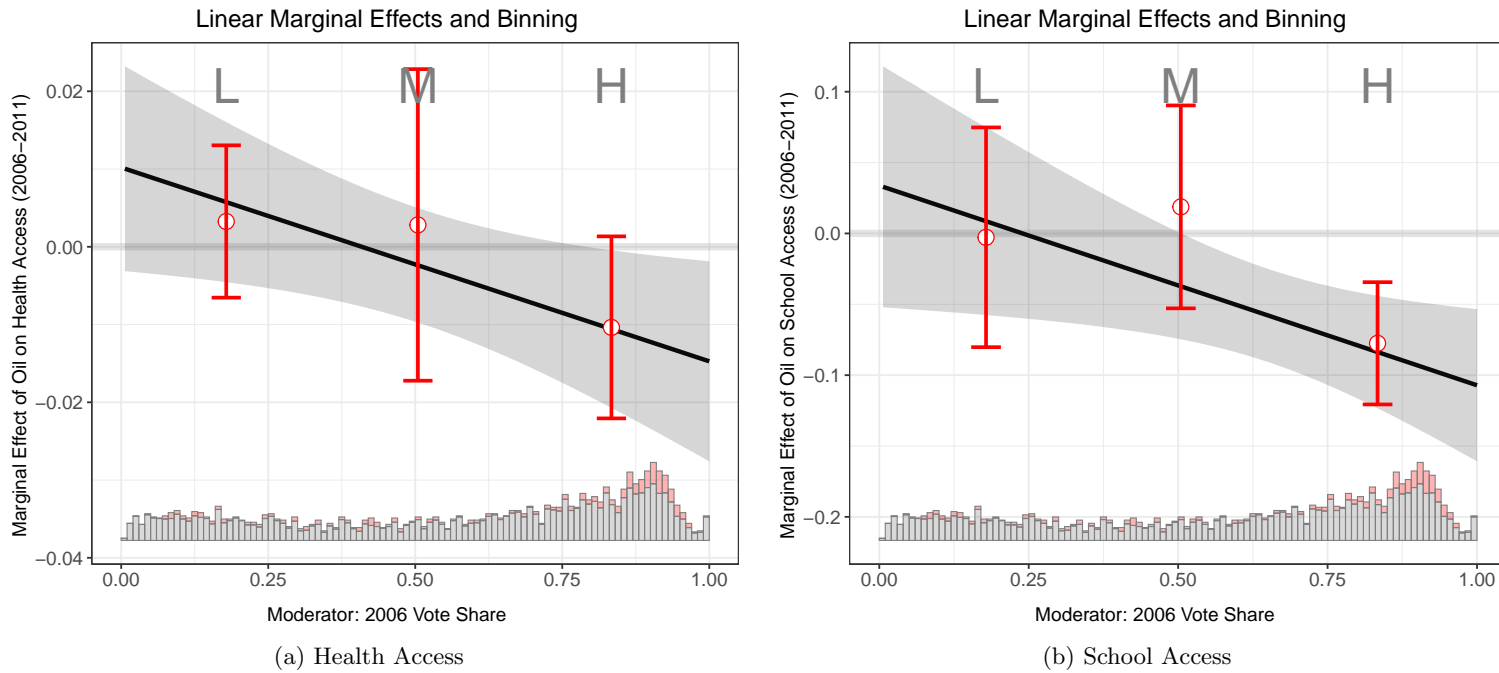 Linear Marginal Effects and Binning
Marginal Effect of Oil on Health Access (2006−2011)
L M H
0.02
0.00
−0.02
−0.04
0.00 0.25 0.50 0.75 1.00
Moderator: 2006 Vote Share
(a) Health Access
Linear Marginal Effects and Binning
Marginal Effect of Oil on School Access (2006−2011)
L M H
0.1
0.0
−0.1
−0.2
0.00 0.25 0.50 0.75 1.00
Moderator: 2006 Vote Share
(b) School Access